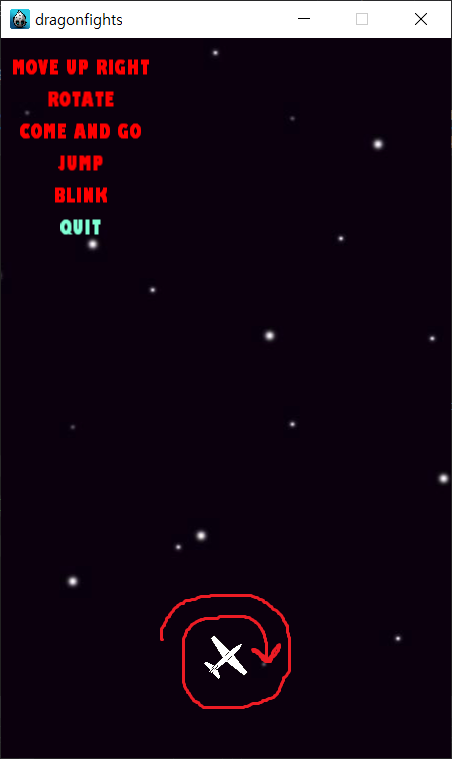 dragonfights
MOVE UP RIGHT
ROTATE
COME AND GO
JUMP
BLINK
QUIT